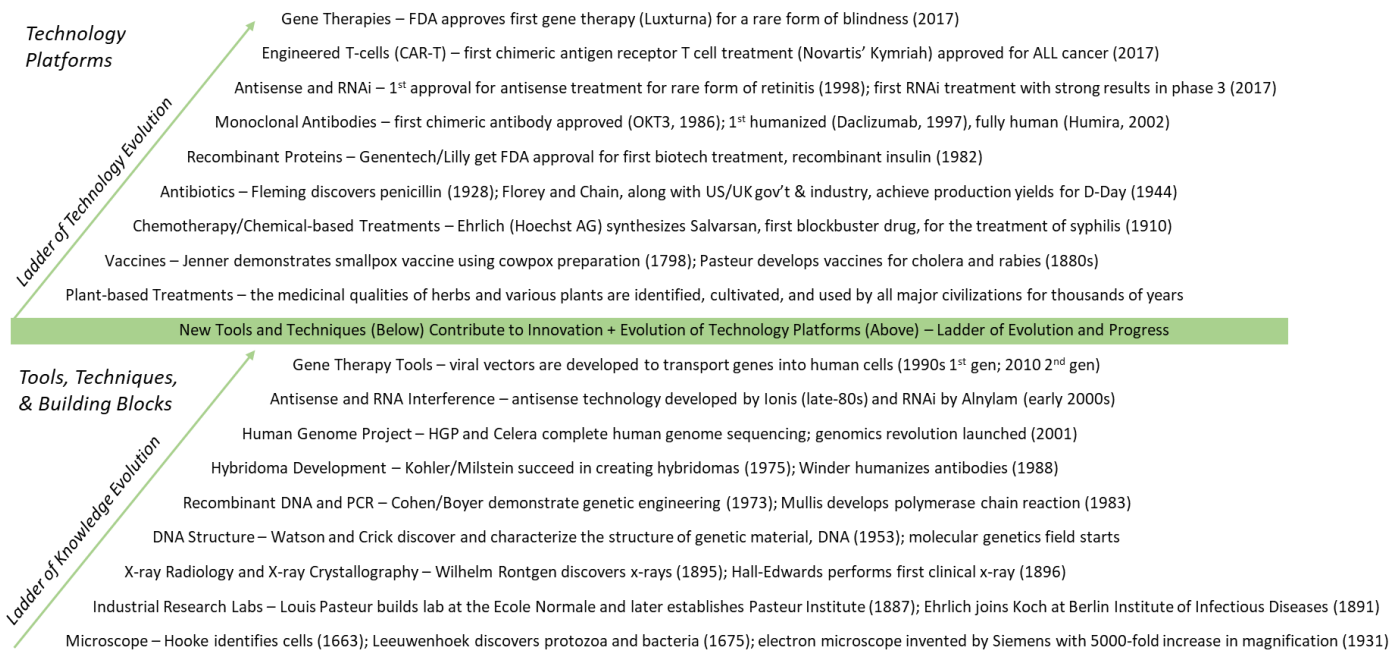 Technology
Platforms
Ladder of Technology Evolution
Gene Therapies – FDA approves first gene therapy (Luxturna) for a rare form of blindness (2017)
Engineered T-cells (CAR-T) – first chimeric antigen receptor T cell treatment (Novartis’ Kymriah) approved for ALL cancer (2017)
Antisense and RNAi – 1st approval for antisense treatment for rare form of retinitis (1998); first RNAi treatment with strong results in phase 3 (2017)
Monoclonal Antibodies – first chimeric antibody approved (OKT3, 1986); 1st humanized (Daclizumab, 1997), fully human (Humira, 2002)
Recombinant Proteins – Genentech/Lilly get FDA approval for first biotech treatment, recombinant insulin (1982)
Antibiotics – Fleming discovers penicillin (1928); Florey and Chain, along with US/UK gov’t & industry, achieve production yields for D-Day (1944)
Chemotherapy/Chemical-based Treatments – Ehrlich (Hoechst AG) synthesizes Salvarsan, first blockbuster drug, for the treatment of syphilis (1910)
Vaccines – Jenner demonstrates smallpox vaccine using cowpox preparation (1798); Pasteur develops vaccines for cholera and rabies (1880s)
Plant-based Treatments – the medicinal qualities of herbs and various plants are identified, cultivated, and used by all major civilizations for thousands of years
New Tools and Techniques (Below) Contribute to Innovation + Evolution of Technology Platforms (Above) – Ladder of Evolution and Progress
Tools, Techniques,
& Building Blocks
Ladder of Knowledge Evolution
Gene Therapy Tools – viral vectors are developed to transport genes into human cells (1990s 1st gen; 2010 2nd gen)
Antisense and RNA Interference – antisense technology developed by Ionis (late-80s) and RNAi by Alnylam (early 2000s)
Human Genome Project – HGP and Celera complete human genome sequencing; genomics revolution launched (2001)
Hybridoma Development – Kohler/Milstein succeed in creating hybridomas (1975); Winder humanizes antibodies (1988)
Recombinant DNA and PCR – Cohen/Boyer demonstrate genetic engineering (1973); Mullis develops polymerase chain reaction (1983)
DNA Structure – Watson and Crick discover and characterize the structure of genetic material, DNA (1953); molecular genetics field starts
X-ray Radiology and X-ray Crystallography – Wilhelm Rontgen discovers x-rays (1895); Hall-Edwards performs first clinical x-ray (1896)
Industrial Research Labs – Louis Pasteur builds lab at the Ecole Normale and later establishes Pasteur Institute (1887); Ehrlich joins Koch at Berlin Institute of Infectious Diseases (1891)
Microscope – Hooke identifies cells (1663); Leeuwenhoek discovers protozoa and bacteria (1675); electron microscope invented by Siemens with 5000-fold increase in magnification (1931)